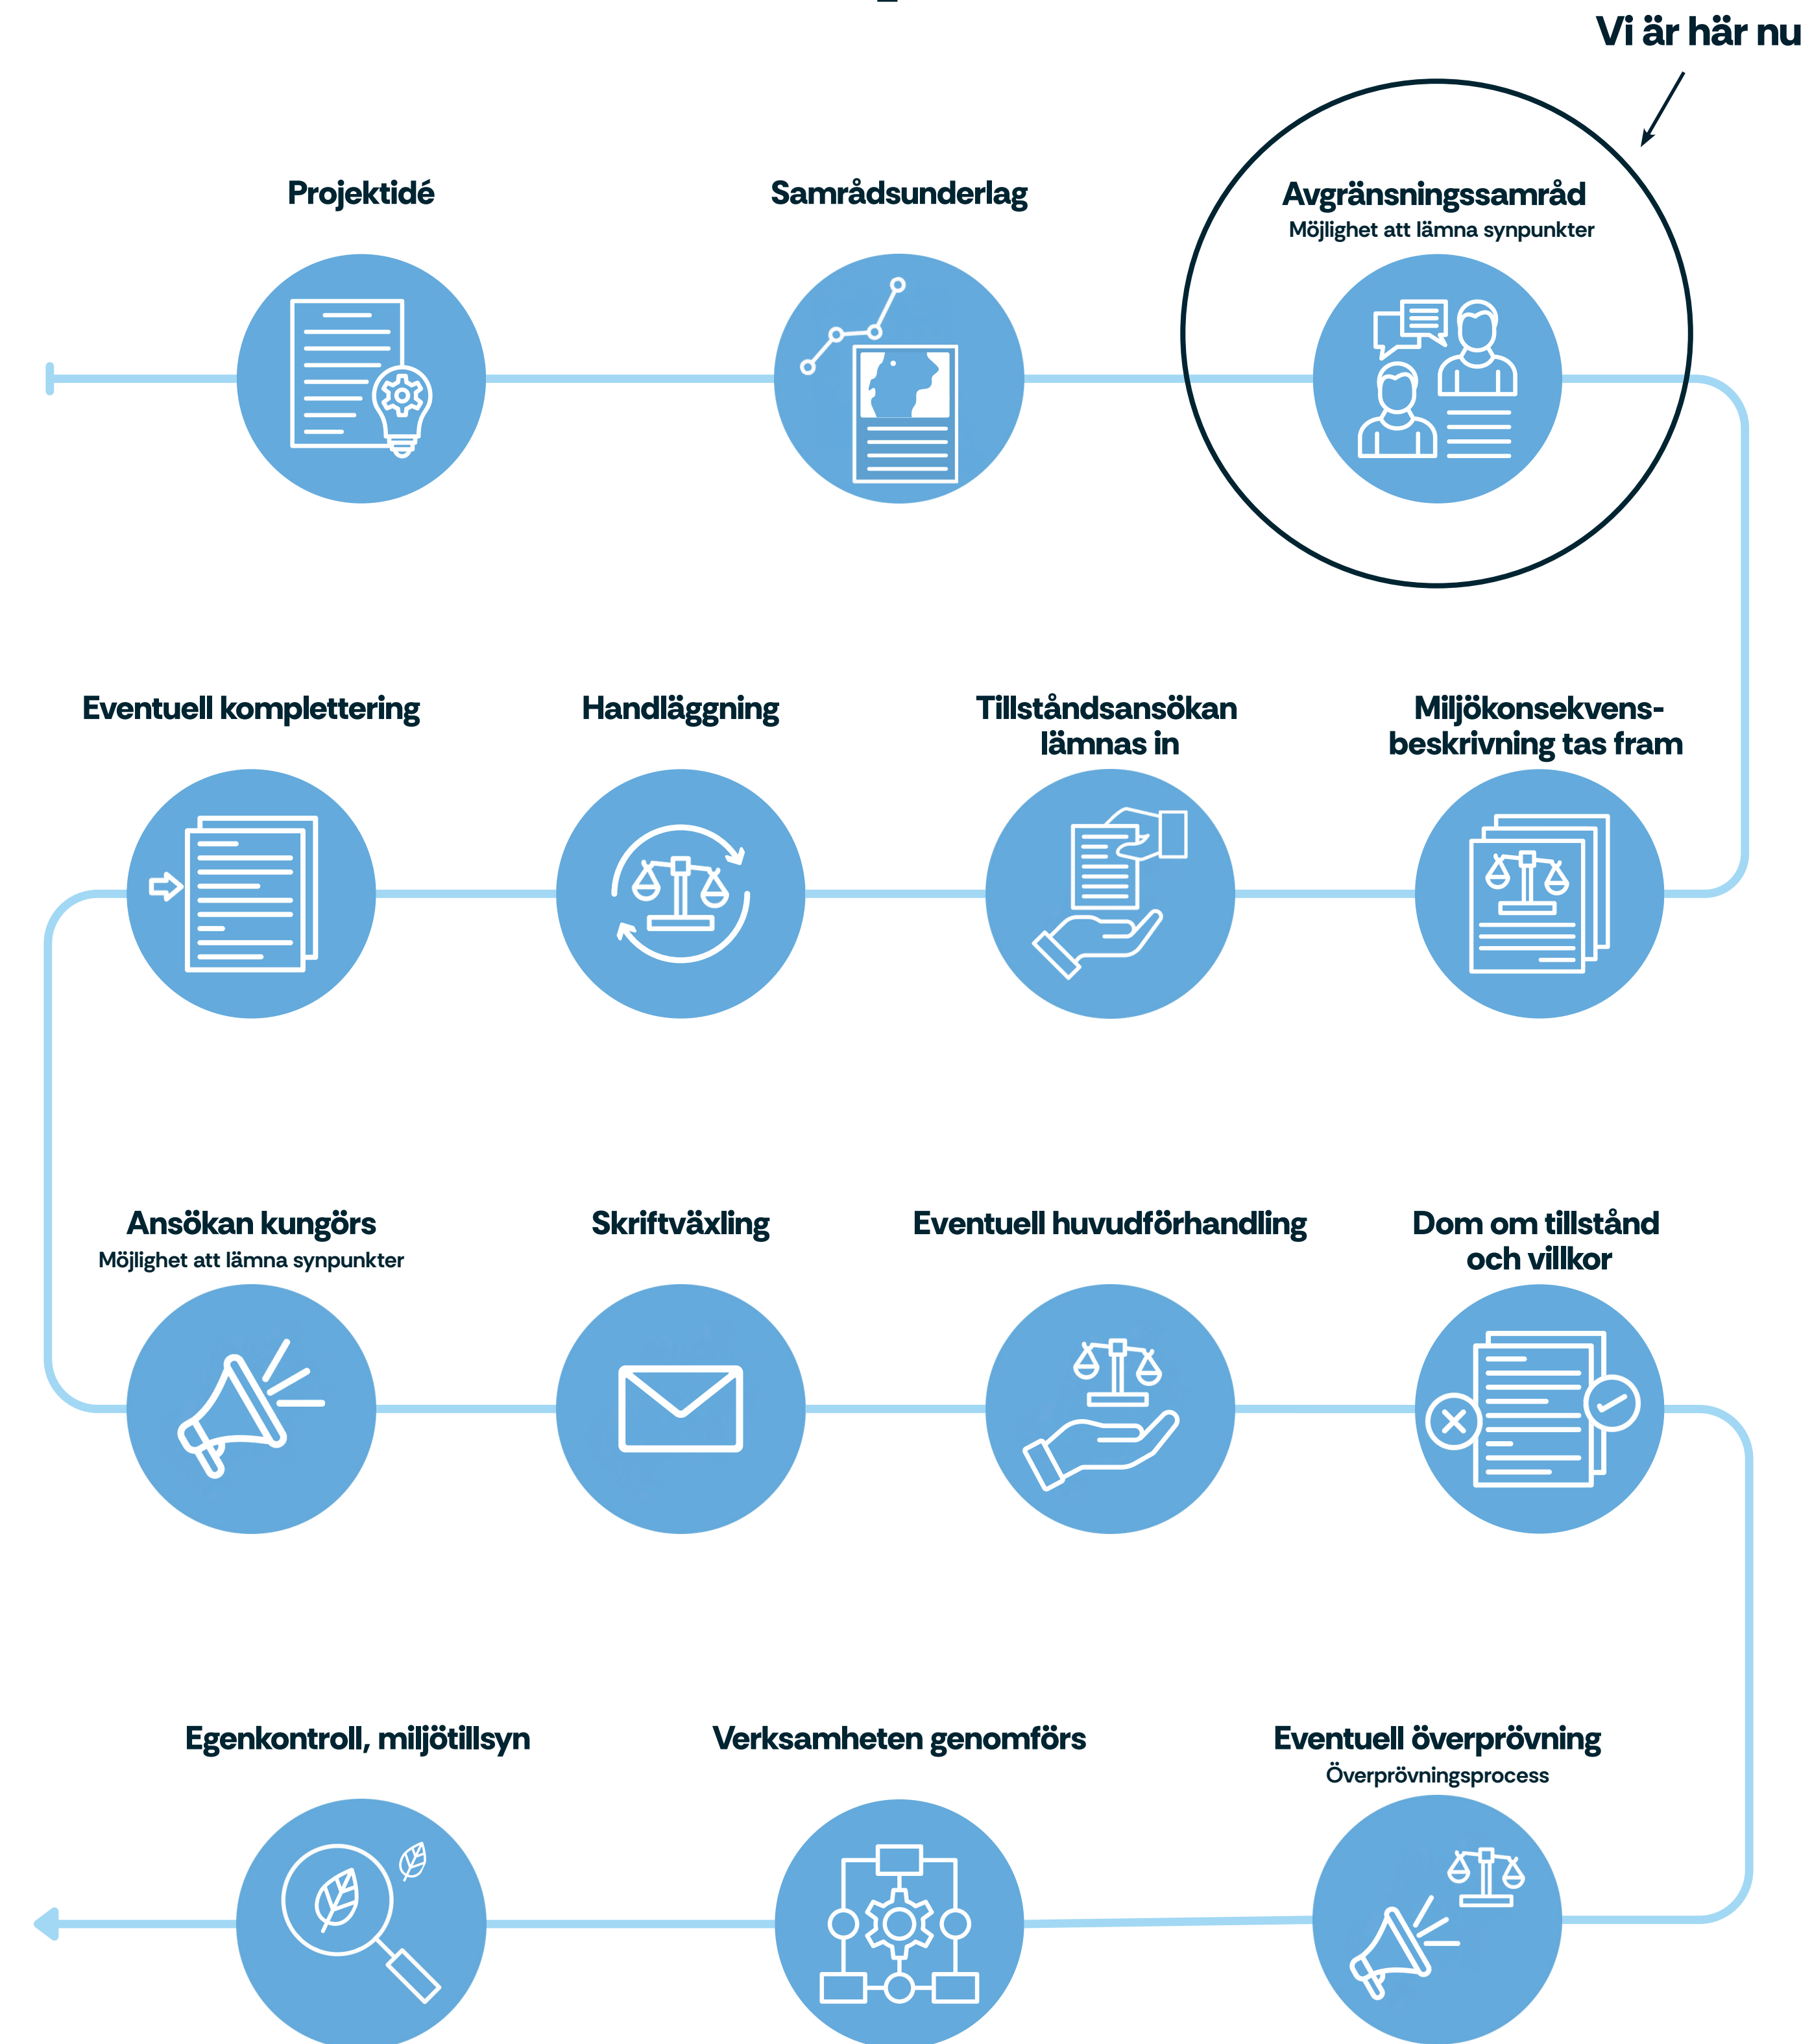 Vi är här nu
Projektidé
Samrådsunderlag
Avgränsningssamråd
Möjlighet att lämna synpunkter
Eventuell komplettering
Handläggning
Tillståndsansökan
lämnas in
Miljökonsekvens-
beskrivning tas fram
Ansökan kungörs
Möjlighet att lämna synpunkter
Skriftväxling
Eventuell huvudförhandling
Dom om tillstånd
och villkor
Egenkontroll, miljötillsyn
Verksamheten genomförs
Eventuell överprövning
Överprövningsprocess